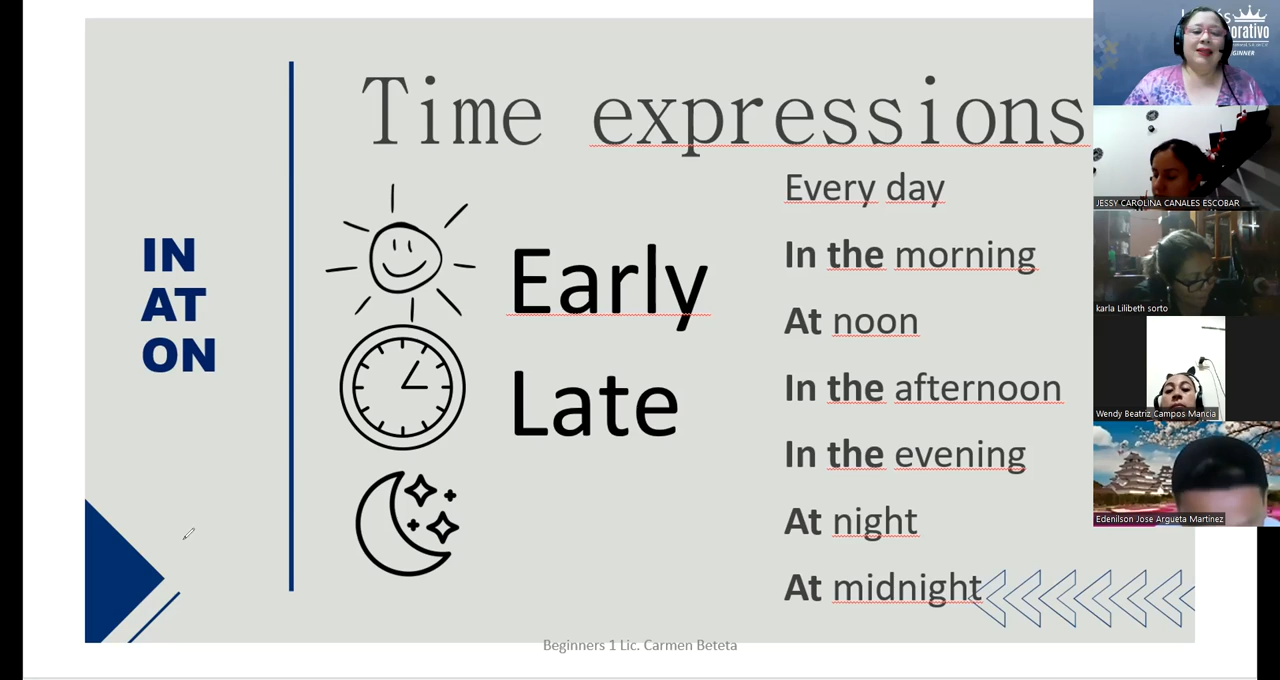 Time expressions
IN
AT
ON
Early
Late
Every day
In the morning
At noon
In the afternoon
In the evening
At night
At midnight
Beginners 1 Lic. Carmen Beteta
orativo
JESSY CAROLINA CANALES ESCOBAR
karla Lilibeth sorto
Wendy Beatriz Campos Mancia
Edenilson Jose Argueta Martinez